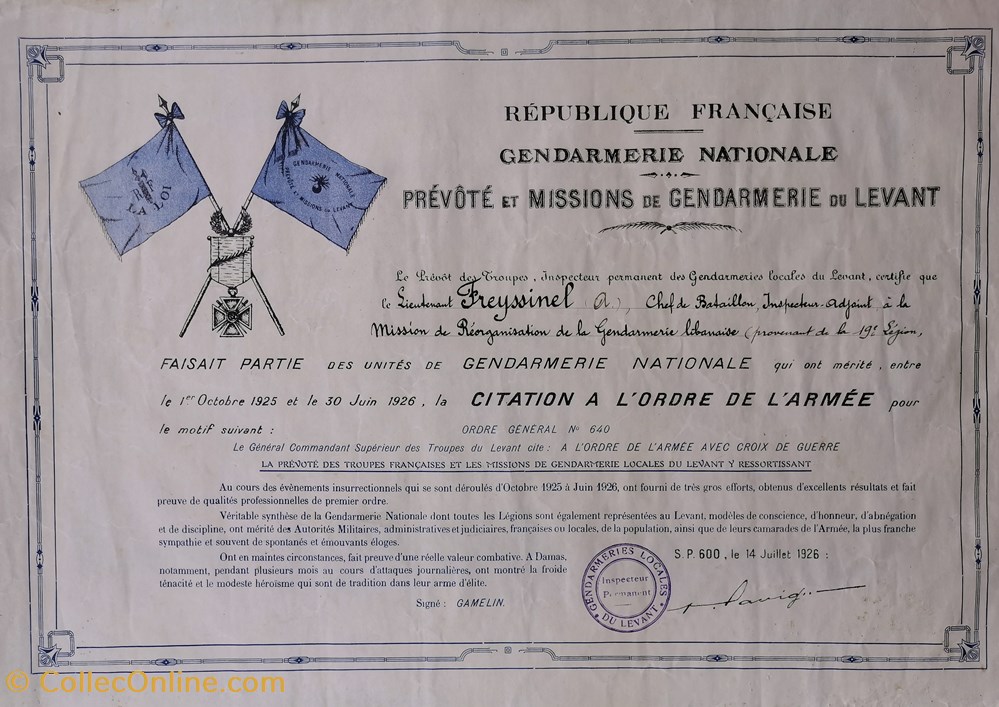 RÉPUBLIQUE FRANÇAISE
GENDARMERIE NATIONALE
PRÉVÔTÉ ET MISSIONS DE GENDARMERIE DU LEVANT
LOI
GENDARMERIE NATIONALE
PRÉVÔTÉ ET MISSIONS DU LEVANT
Le Prévôt des Troupes, Inspecteur permanent des Gendarmeries locales du Levant, certifie que
le Lieutenant Freyssinel (A), Chef de Bataillon, Inspecteur-adjoint à la
Mission de Réorganisation de la Gendarmerie libanaise (provenant de la 19e Légion,
FAISAIT PARTIE DES UNITÉS DE GENDARMERIE NATIONALE qui ont mérité, entre
le 1er Octobre 1925 et le 30 Juin 1926, la CITATION A L'ORDRE DE L'ARMÉE pour
le motif suivant : ORDRE GÉNÉRAL No 640
Le Général Commandant Supérieur des Troupes du Levant cite : A L'ORDRE DE L'ARMÉE AVEC CROIX DE GUERRE
LA PRÉVÔTÉ DES TROUPES FRANÇAISES ET LES MISSIONS DE GENDARMERIE LOCALES DU LEVANT Y RESSORTISSANT
Au cours des évènements insurrectionnels qui se sont déroulés d'Octobre 1925 à Juin 1926, ont fourni de très gros efforts, obtenus d'excellents résultats et fait
preuve de qualités professionnelles de premier ordre.
Véritable synthèse de la Gendarmerie Nationale dont toutes les Légions sont également représentées au Levant, modèles de conscience, d'honneur, d'abnégation
et de discipline, ont mérité des Autorités Militaires, administratives et judiciaires, françaises ou locales, de la population, ainsi que de leurs camarades de l'Armée, la plus franche
sympathie et souvent de spontanés et émouvants éloges.
Ont en maintes circonstances, fait preuve d'une réelle valeur combative. A Damas,
notamment, pendant plusieurs mois au cours d'attaques journalières, ont montré la froide
ténacité et le modeste héroïsme qui sont de tradition dans leur arme d'élite.
Signé : GAMELIN.
S.P. 600, le 14 Juillet 1926 :
GENDARMERIES LOCALES
Inspecteur
Permanent
DU LEVANT
© CollecOnline.com